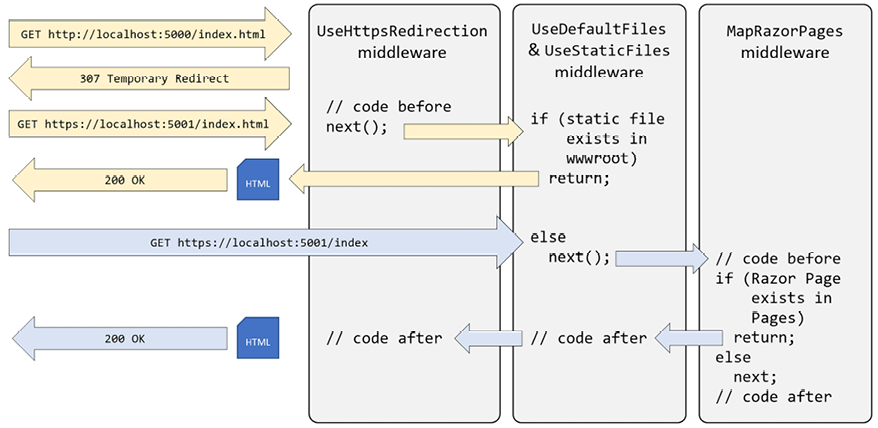 GET http://localhost:5000/index.html
307 Temporary Redirect
GET https://localhost:5001/index.html
200 OK
HTML
GET https://localhost:5001/index
200 OK
HTML
UseHttpsRedirection
middleware
// code before
next();
// code after
UseDefaultFiles
& UseStaticFiles
middleware
if (static file
exists in
wwwroot)
return;
else
next();
// code after
MapRazorPages
middleware
// code before
if (Razor Page
exists in
Pages)
return;
else
next;
// code after